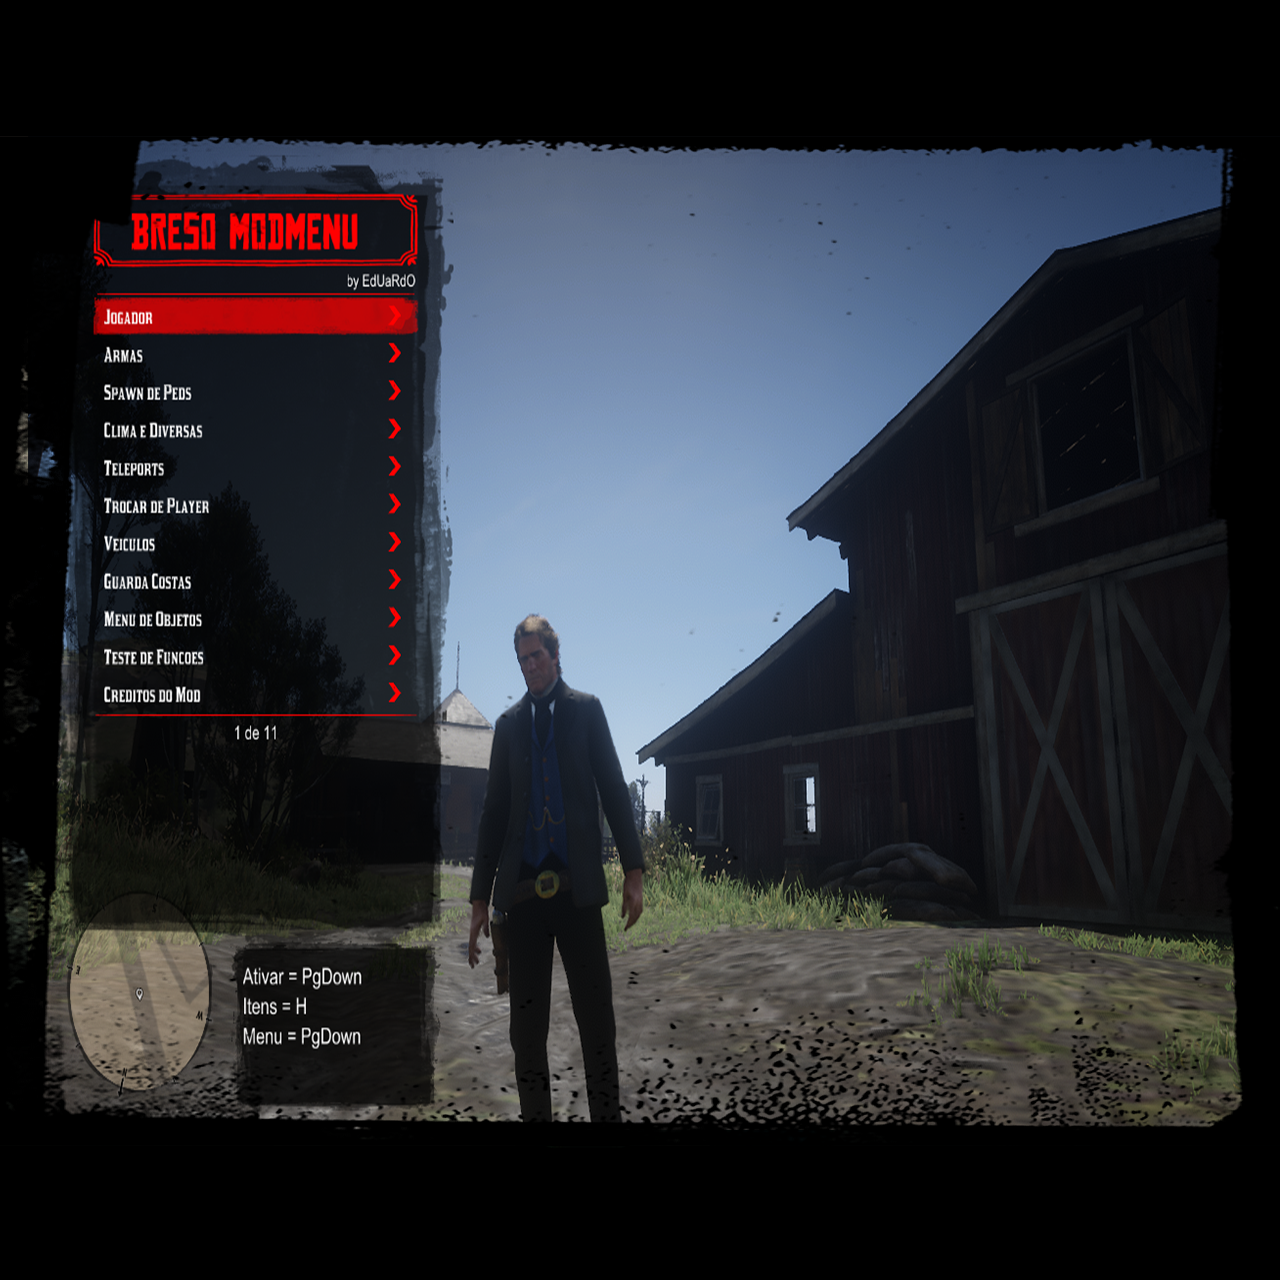 BRESO MODMENU
by EdUaRdO
JOGADOR
ARMAS
SPAWN DE PEDS
CLIMA E DIVERSAS
TELEPORTS
TROCAR DE PLAYER
VEICULOS
GUARDA COSTAS
MENU DE OBJETOS
TESTE DE FUNCOES
CREDITOS DO MOD
1 de 11
Ativar = PgDown
Itens = H
Menu = PgDown